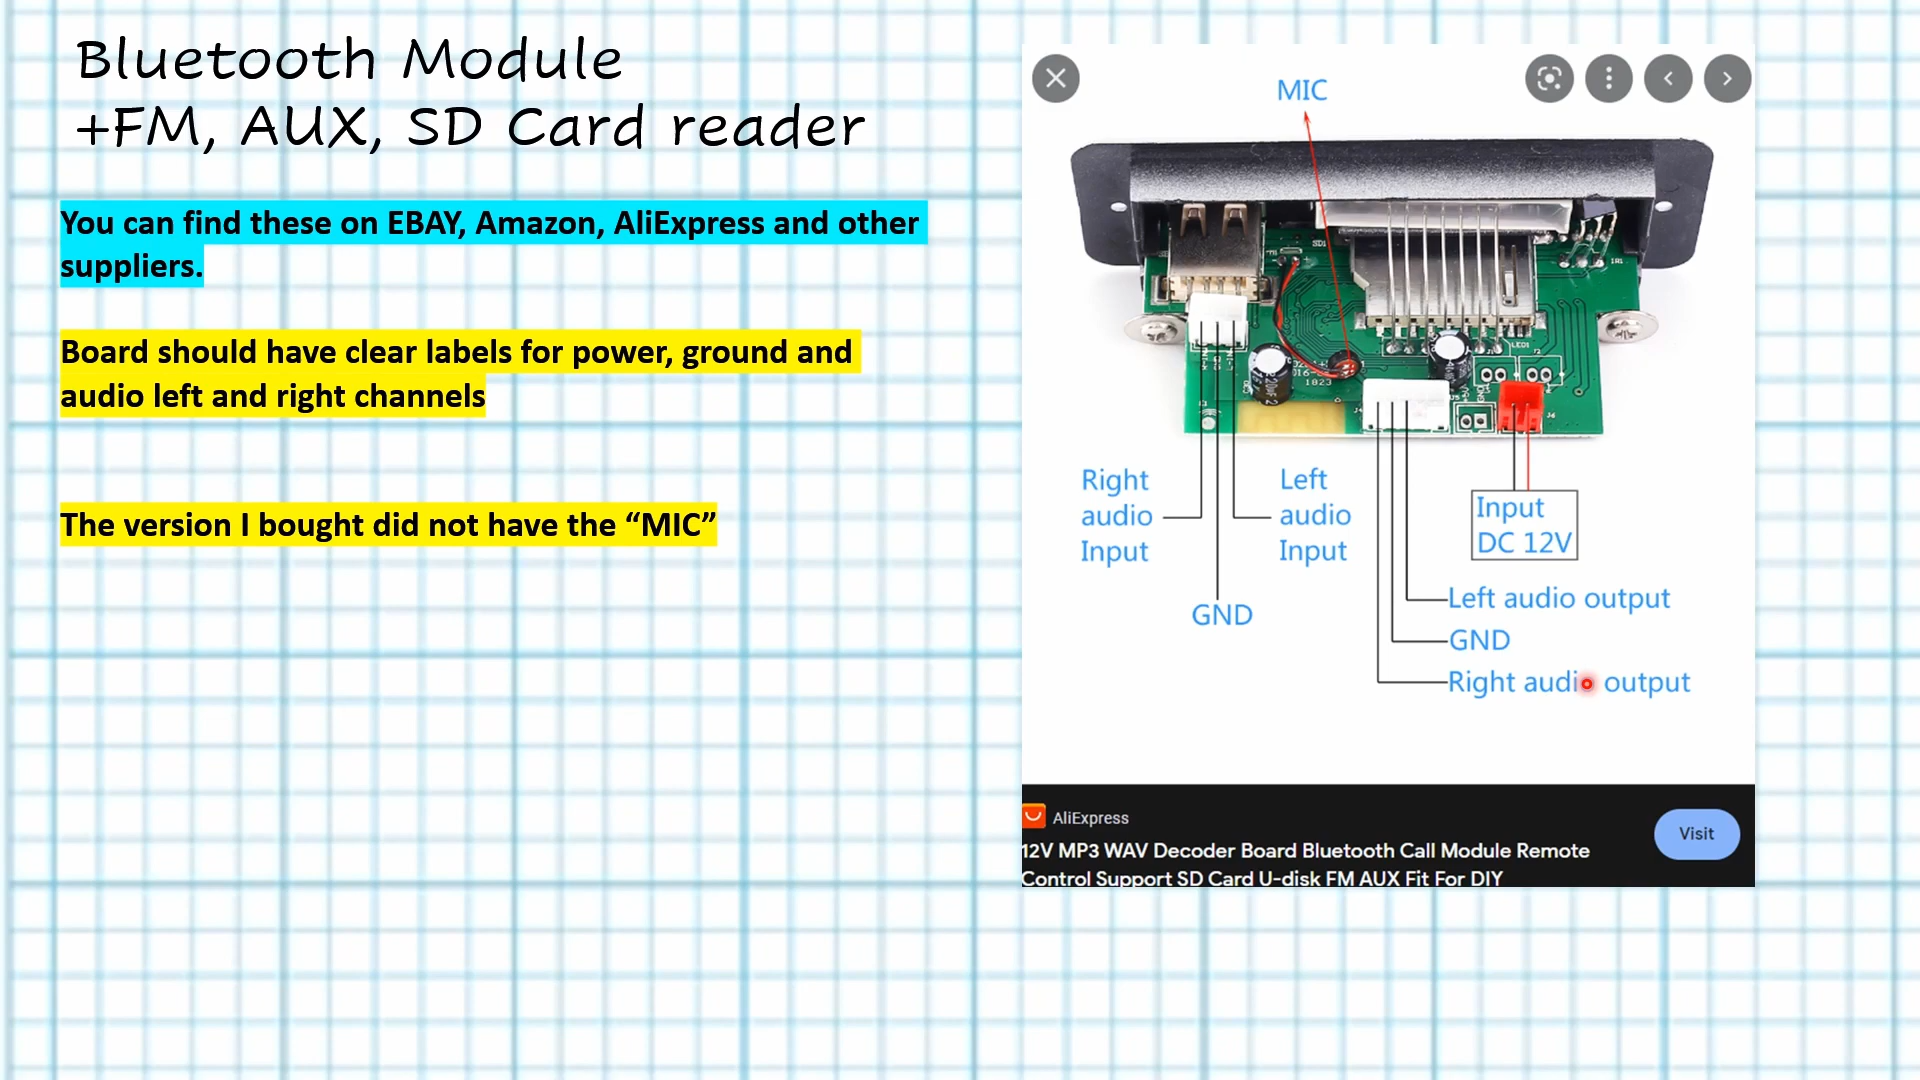 Bluetooth Module
+FM, AUX, SD Card reader
You can find these on EBAY, Amazon, AliExpress and other
suppliers.
Board should have clear labels for power, ground and
audio left and right channels
The version I bought did not have the “MIC”
MIC
1823
Right
audio
Input
Left
audio
Input
GND
Input
DC 12V
Left audio output
GND
Right audio output
AliExpress
Visit
12V MP3 WAV Decoder Board Bluetooth Call Module Remote
Control Support SD Card U-disk FM AUX Fit For DIY